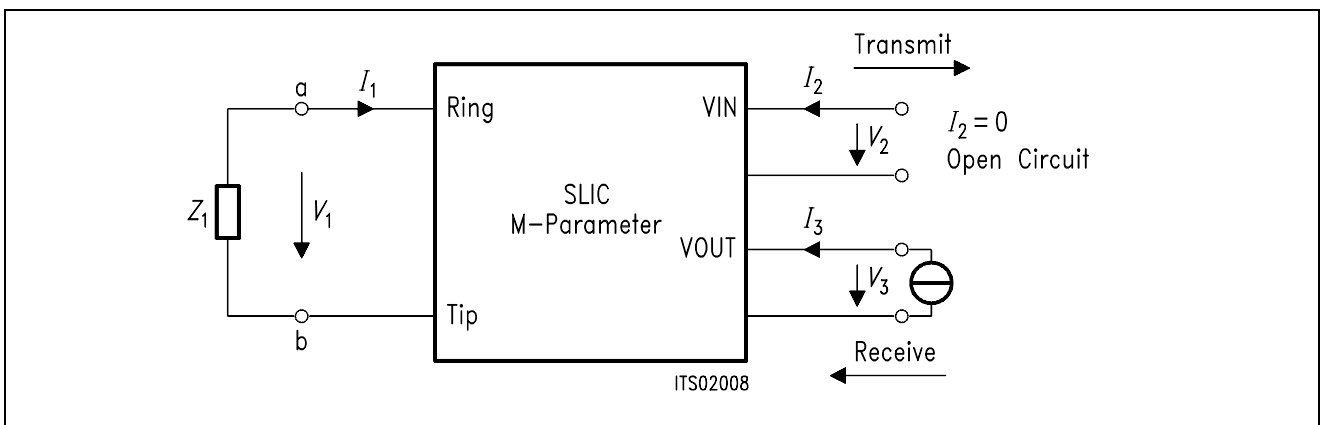 Transmit
a
I1
I2
Ring
VIN
I2 = 0
V2
Open Circuit
SLIC
Z1
V1
M-Parameter
I3
VOUT
V3
Tip
b
Receive
ITS02008